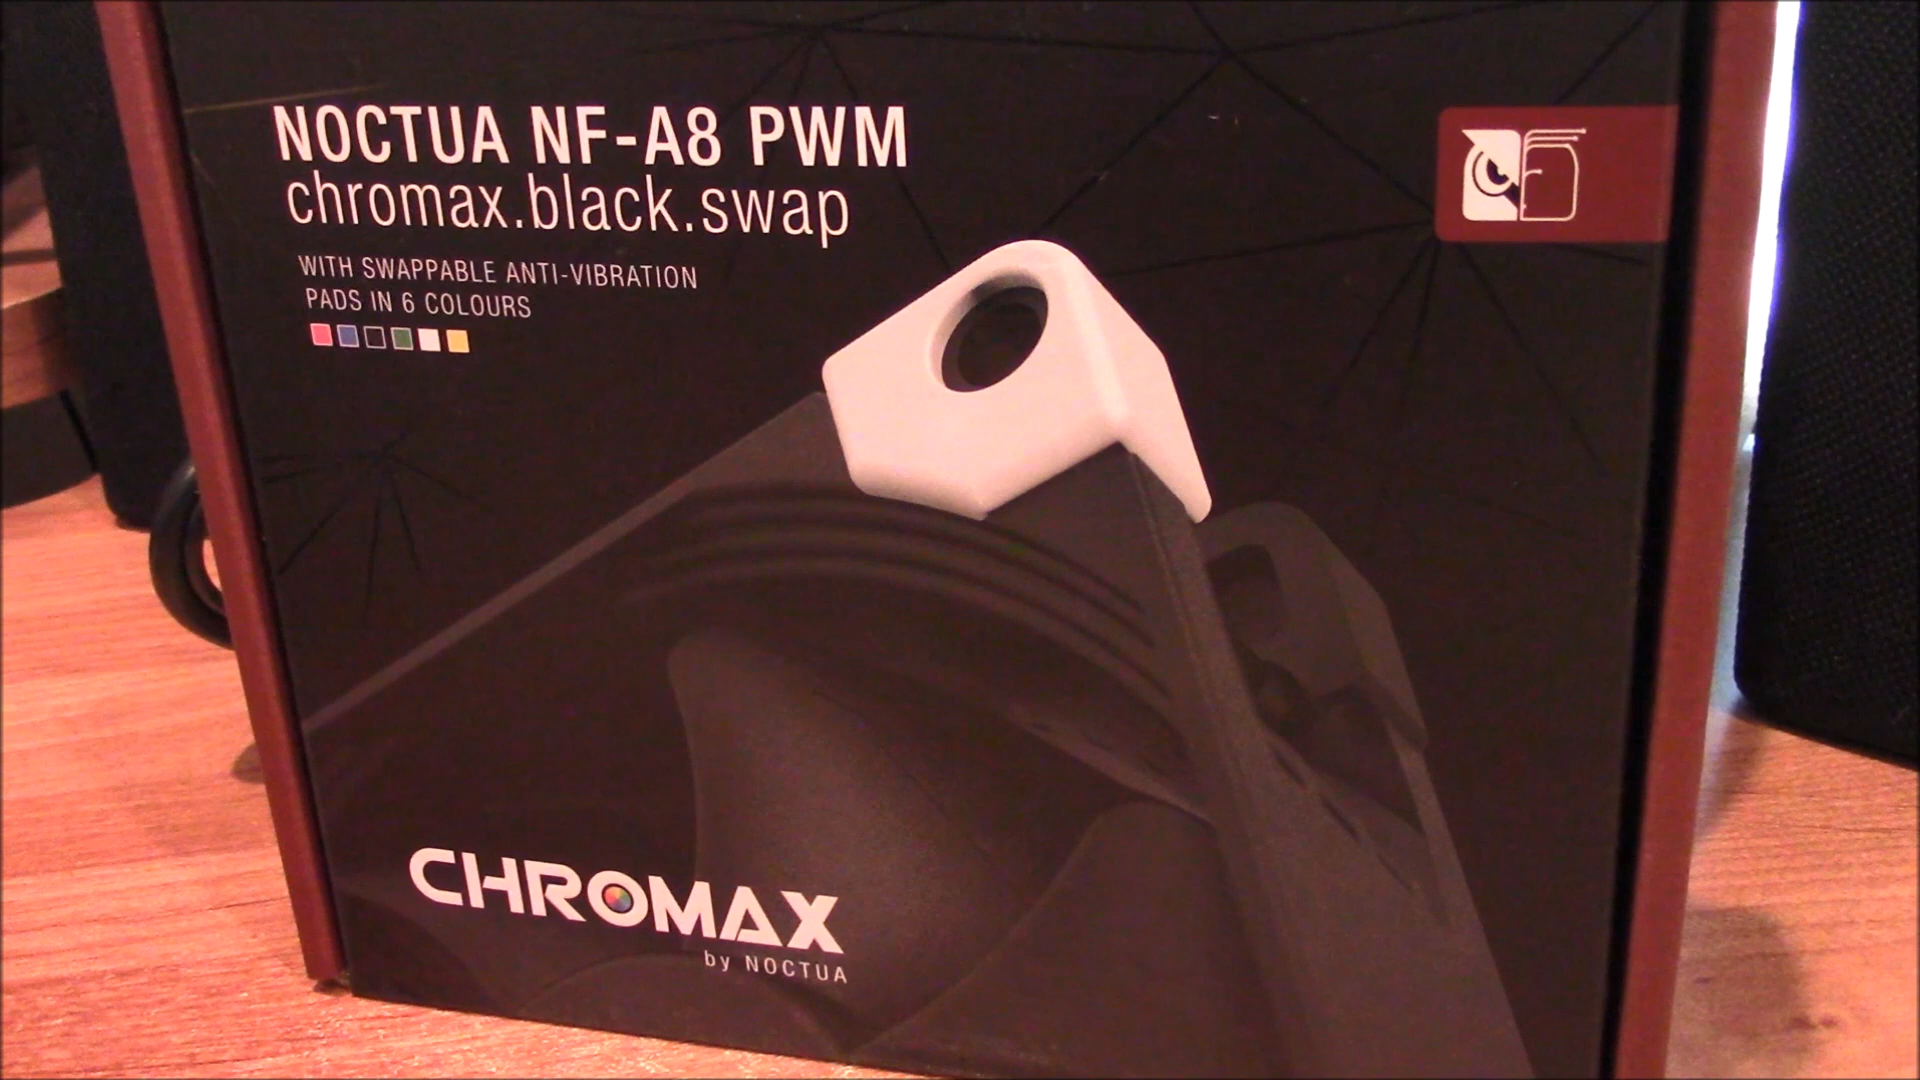 NOCTUA NF-A8 PWM
chromax.black.swap
WITH SWAPPABLE ANTI-VIBRATION
PADS IN 6 COLOURS
CHROMAX
by NOCTUA